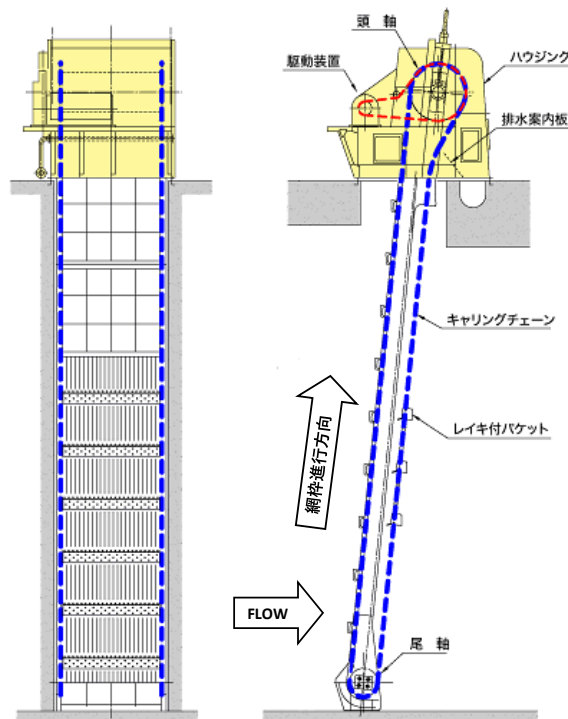 頭 軸
駆動装置
ハウジング
排水案内板
キャリングチェーン
レイキ付バケット
網枠進行方向
FLOW
尾 軸